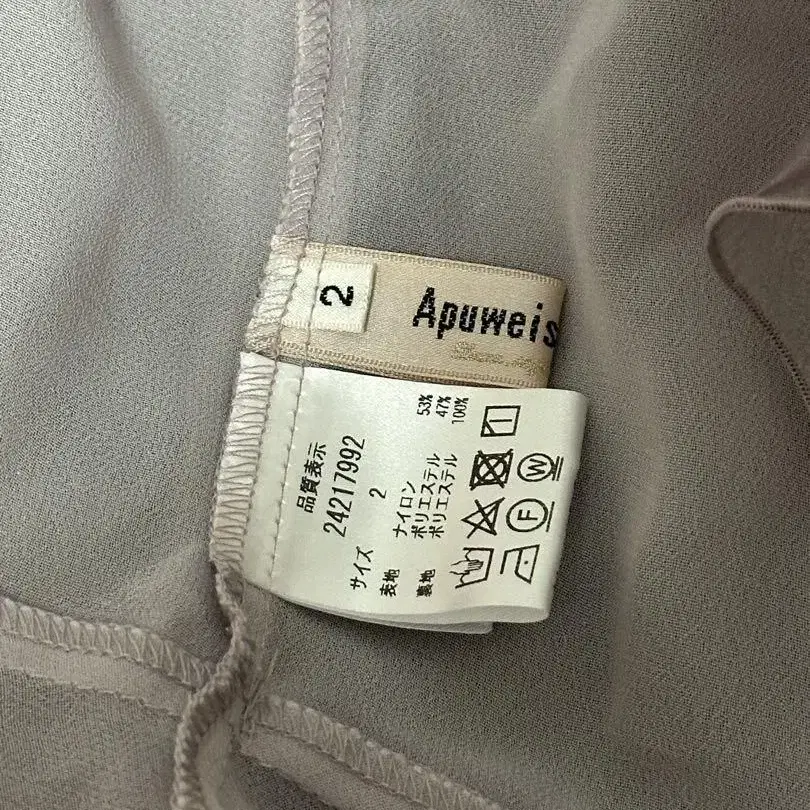 2
Apuweis
品質表示
24217992
サイズ 2
表地 ナイロン 53%
ポリエステル 47%
裏地 ポリエステル 100%
W
F